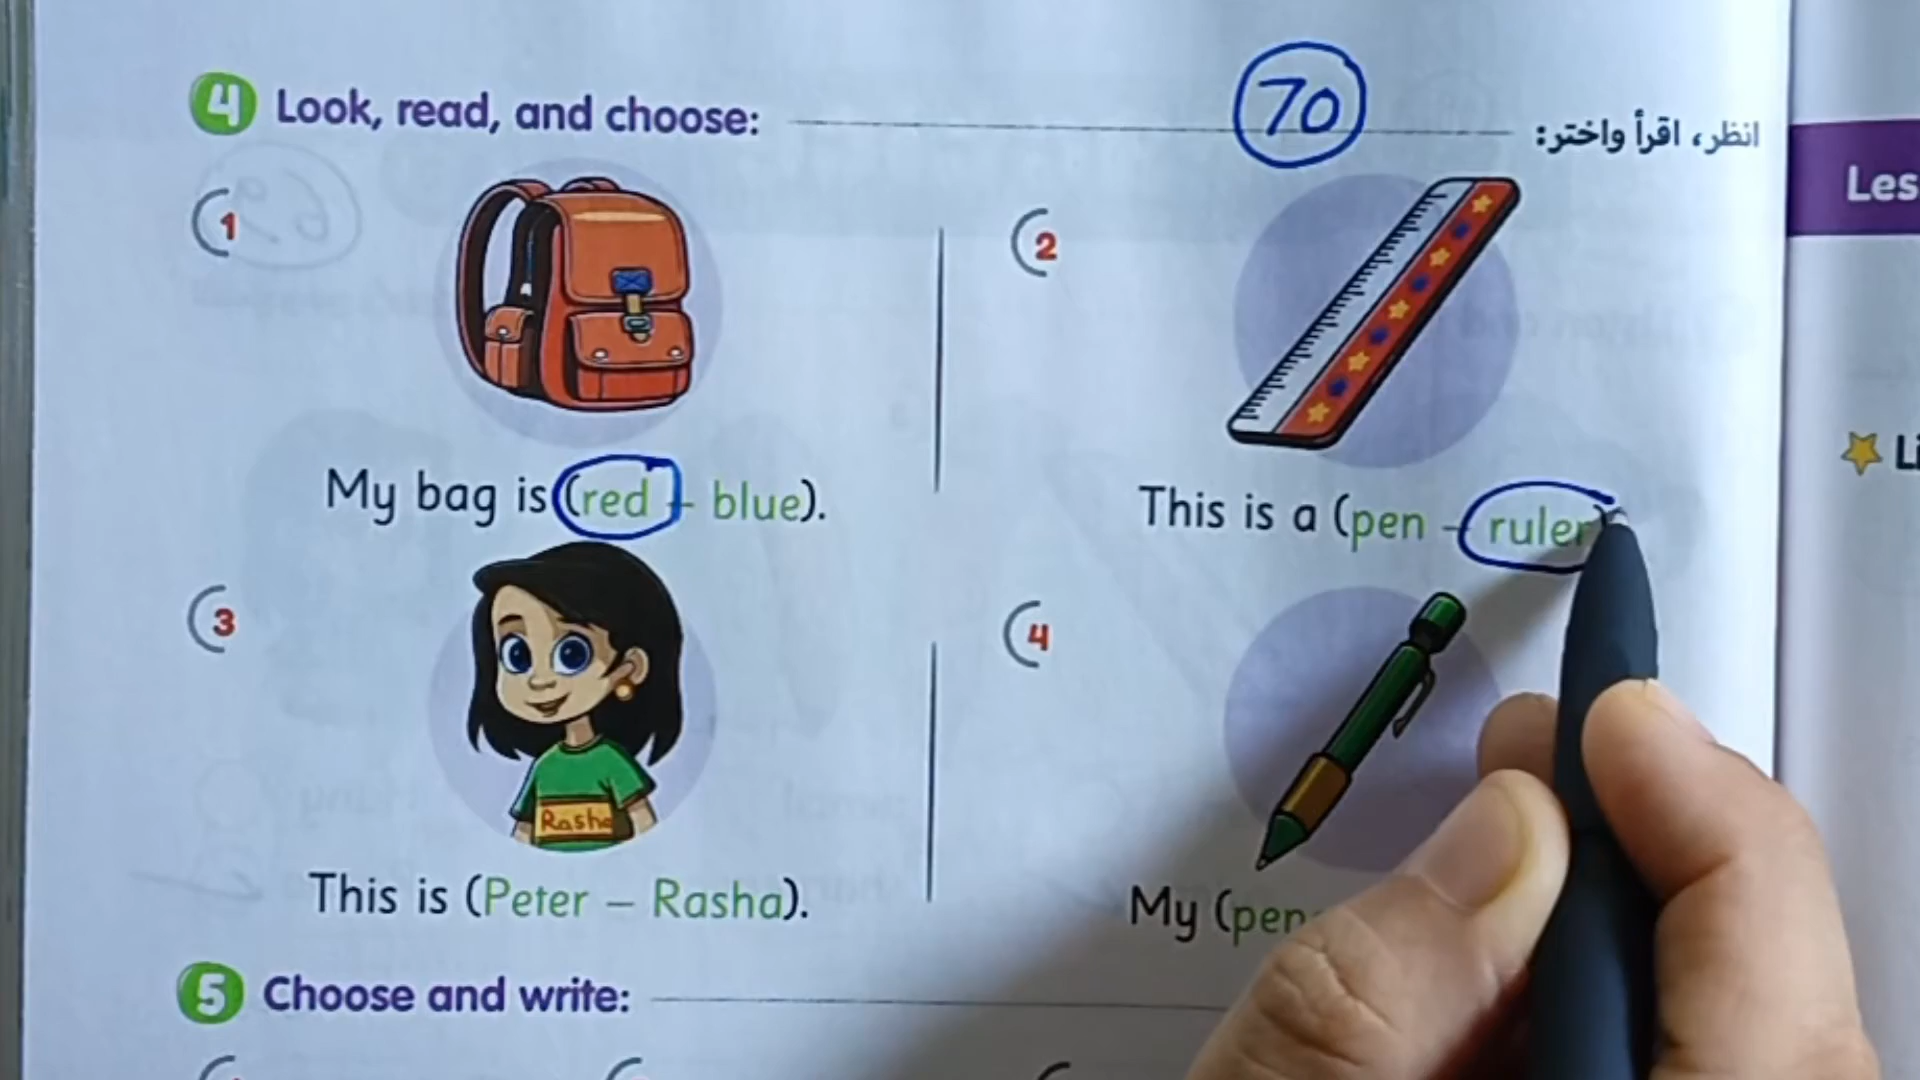 4 Look, read, and choose:
70
انظر، اقرأ واختر:
1
My bag is (red - blue).
2
This is a (pen - ruler)
3
Rasha
This is (Peter – Rasha).
4
My (pen
5 Choose and write:
Les
Li